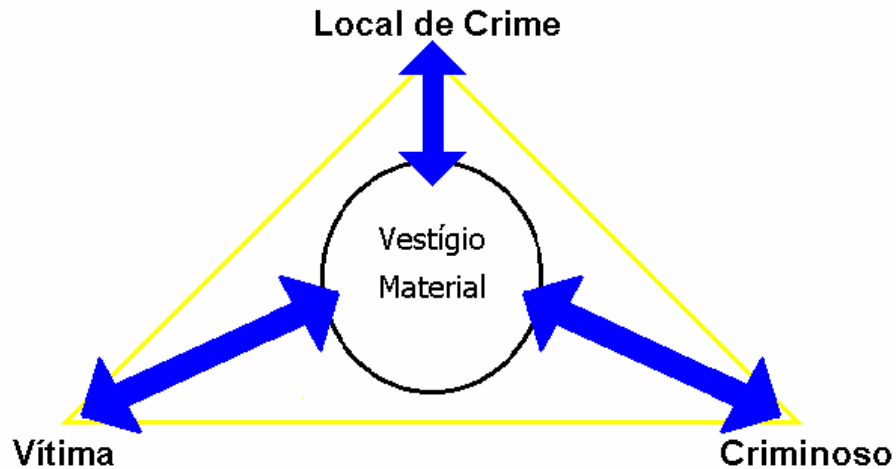 Local de Crime
Vestígio
Material
Vítima
Criminoso